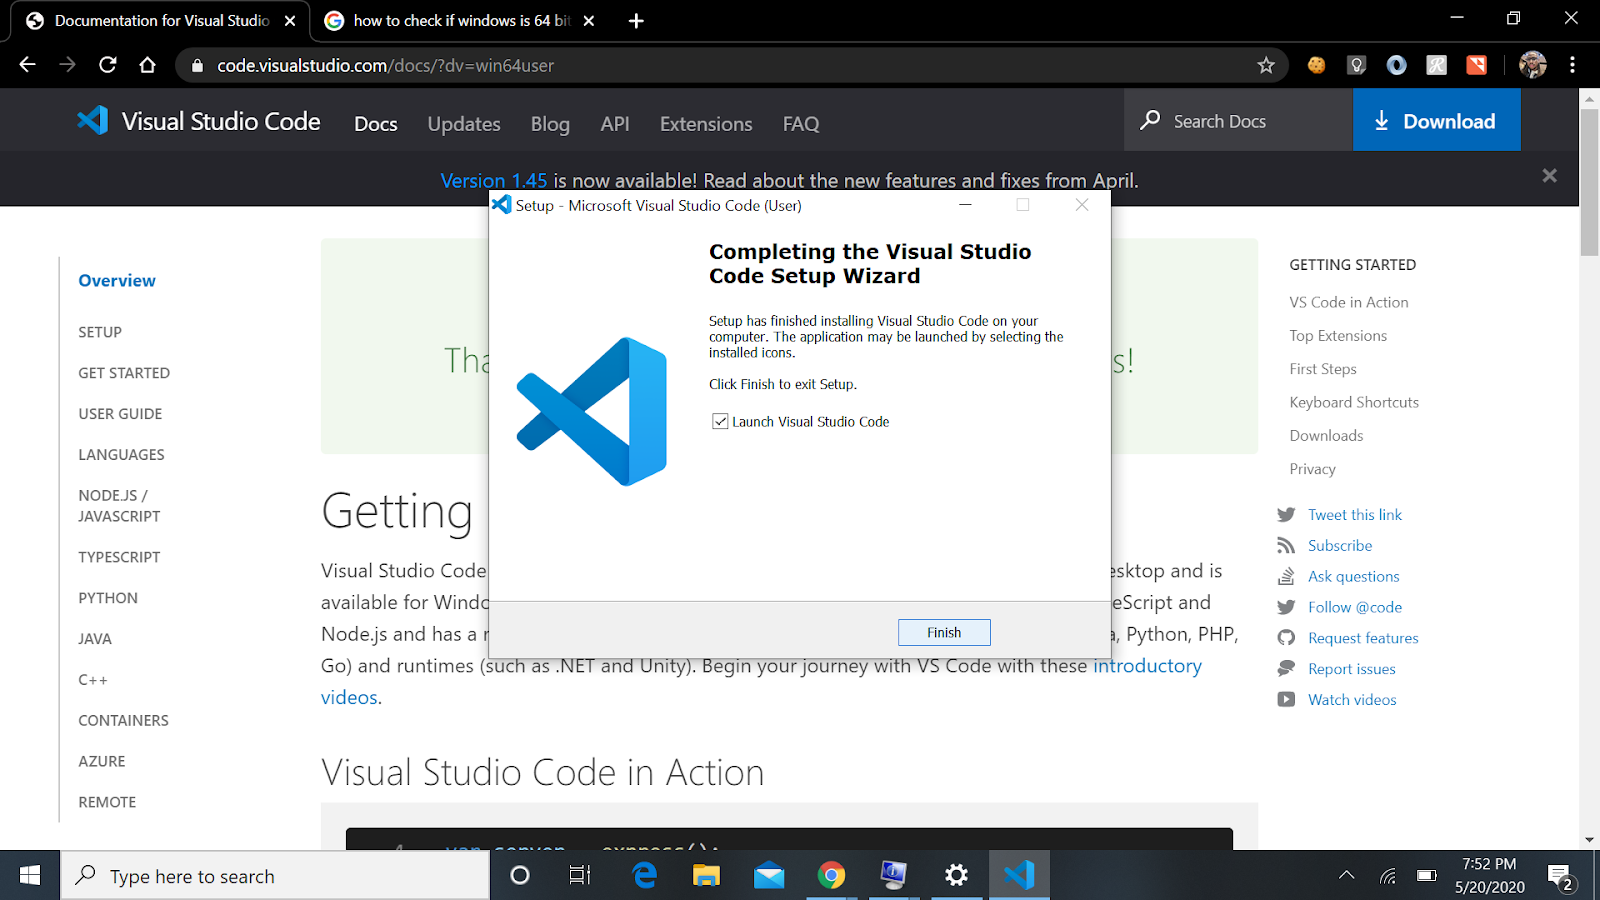 Documentation for Visual Studio
how to check if windows is 64 bit
code.visualstudio.com/docs/?dv=win64user
Visual Studio Code
Docs
Updates
Blog
API
Extensions
FAQ
Search Docs
Download
Version 1.45 is now available! Read about the new features and fixes from April.
Setup - Microsoft Visual Studio Code (User)
Completing the Visual Studio
Code Setup Wizard
Setup has finished installing Visual Studio Code on your
computer. The application may be launched by selecting the
installed icons.
Click Finish to exit Setup.
Launch Visual Studio Code
Finish
Overview
SETUP
GET STARTED
USER GUIDE
LANGUAGES
NODE.JS /
JAVASCRIPT
TYPESCRIPT
PYTHON
JAVA
C++
CONTAINERS
AZURE
REMOTE
Getting
Visual Studio Code
and is
available for
and
Node.js and has a
Python, PHP,
Go) and runtimes (such as .NET and Unity). Begin your journey with VS Code with these introductory
videos.
Visual Studio Code in Action
GETTING STARTED
VS Code in Action
Top Extensions
First Steps
Keyboard Shortcuts
Downloads
Privacy
Tweet this link
Subscribe
Ask questions
Follow @code
Request features
Report issues
Watch videos
Type here to search
7:52 PM
5/20/2020
2